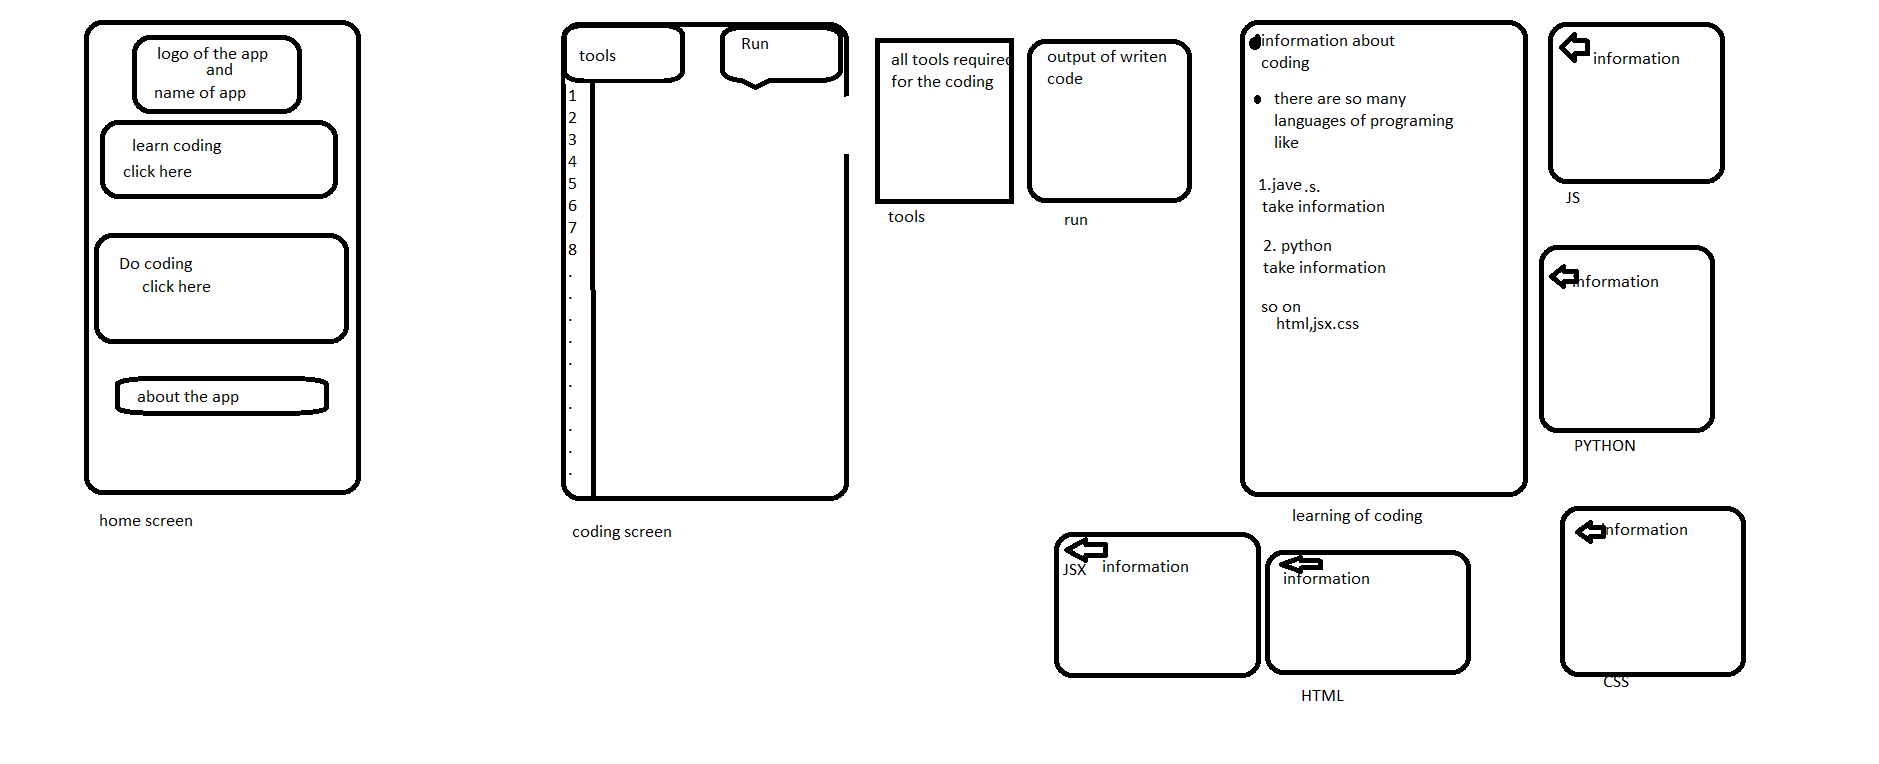 logo of the app
and
name of app
learn coding
click here
Do coding
click here
about the app
home screen
tools
Run
1
2
3
4
5
6
7
8
.
.
.
.
.
.
.
.
.
.
coding screen
all tools required
for the coding
tools
output of writen
code
run
information about
coding
there are so many
languages of programing
like
1.jave .s.
take information
2. python
take information
so on
html,jsx.css
learning of coding
information
JS
information
PYTHON
information
CSS
JSX information
information
HTML